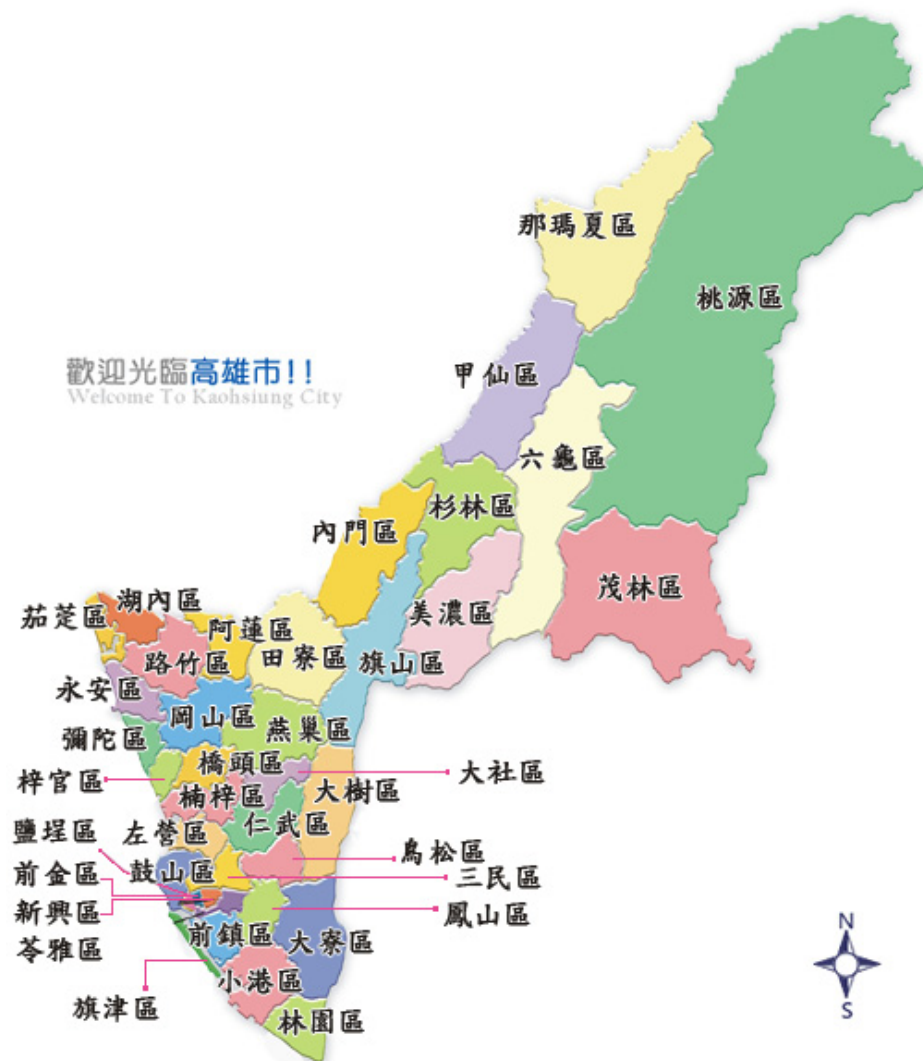 那瑪夏區
桃源區
歡迎光臨高雄市!!
Welcome To Kaohsiung City
甲仙區
六龜區
杉林區
內門區
茂林區
美濃區
湖內區
茄萣區
阿蓮區
路竹區
田寮區
旗山區
永安區
岡山區
燕巢區
彌陀區
橋頭區
大社區
梓官區
大樹區
楠梓區
仁武區
鹽埕區
左營區
鳥松區
前金區
鼓山區
三民區
新興區
鳳山區
苓雅區
前鎮區
大寮區
小港區
旗津區
林園區
N
S